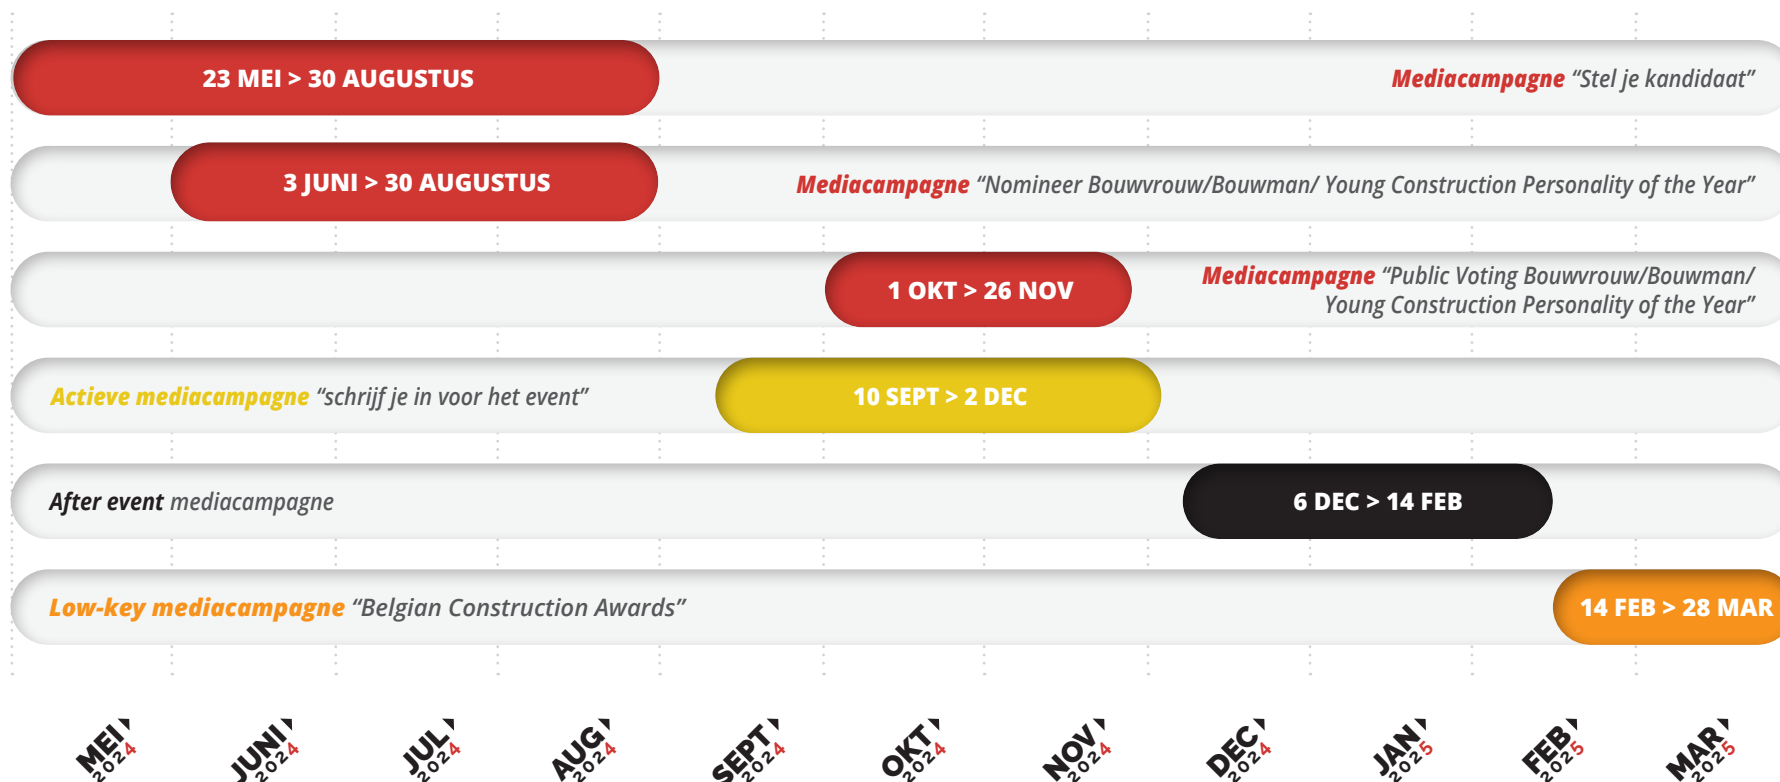 23 MEI > 30 AUGUSTUS
Mediacampagne “Stel je kandidaat”
3 JUNI > 30 AUGUSTUS
Mediacampagne “Nomineer Bouwvrouw/Bouwman/ Young Construction Personality of the Year”
1 OKT > 26 NOV
Mediacampagne “Public Voting Bouwvrouw/Bouwman/
Young Construction Personality of the Year”
Actieve mediacampagne “schrijf je in voor het event”
10 SEPT > 2 DEC
After event mediacampagne
6 DEC > 14 FEB
Low-key mediacampagne “Belgian Construction Awards”
14 FEB > 28 MAR
MEI
2024
JUNI
2024
JUL
2024
AUG
2024
SEPT
2024
OKT
2024
NOV
2024
DEC
2024
JAN
2025
FEB
2025
MAR
2025